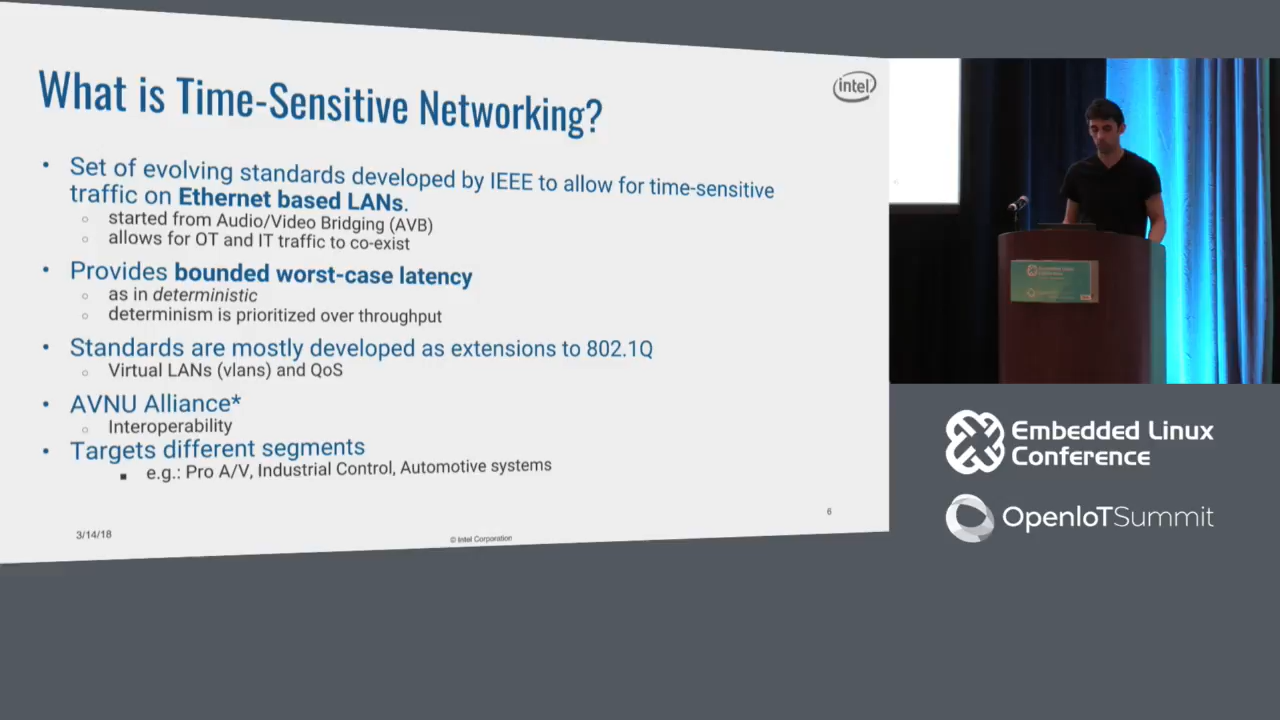 What is Time-Sensitive Networking?
intel
Set of evolving standards developed by IEEE to allow for time-sensitive
traffic on Ethernet based LANs.
started from Audio/Video Bridging (AVB)
allows for OT and IT traffic to co-exist
Provides bounded worst-case latency
as in deterministic
determinism is prioritized over throughput
Standards are mostly developed as extensions to 802.1Q
Virtual LANs (vlans) and QoS
AVNU Alliance*
Interoperability
Targets different segments
e.g.: Pro A/V, Industrial Control, Automotive systems
3/14/18
© Intel Corporation
6
Embedded Linux
Conference
OpenIoTSummit